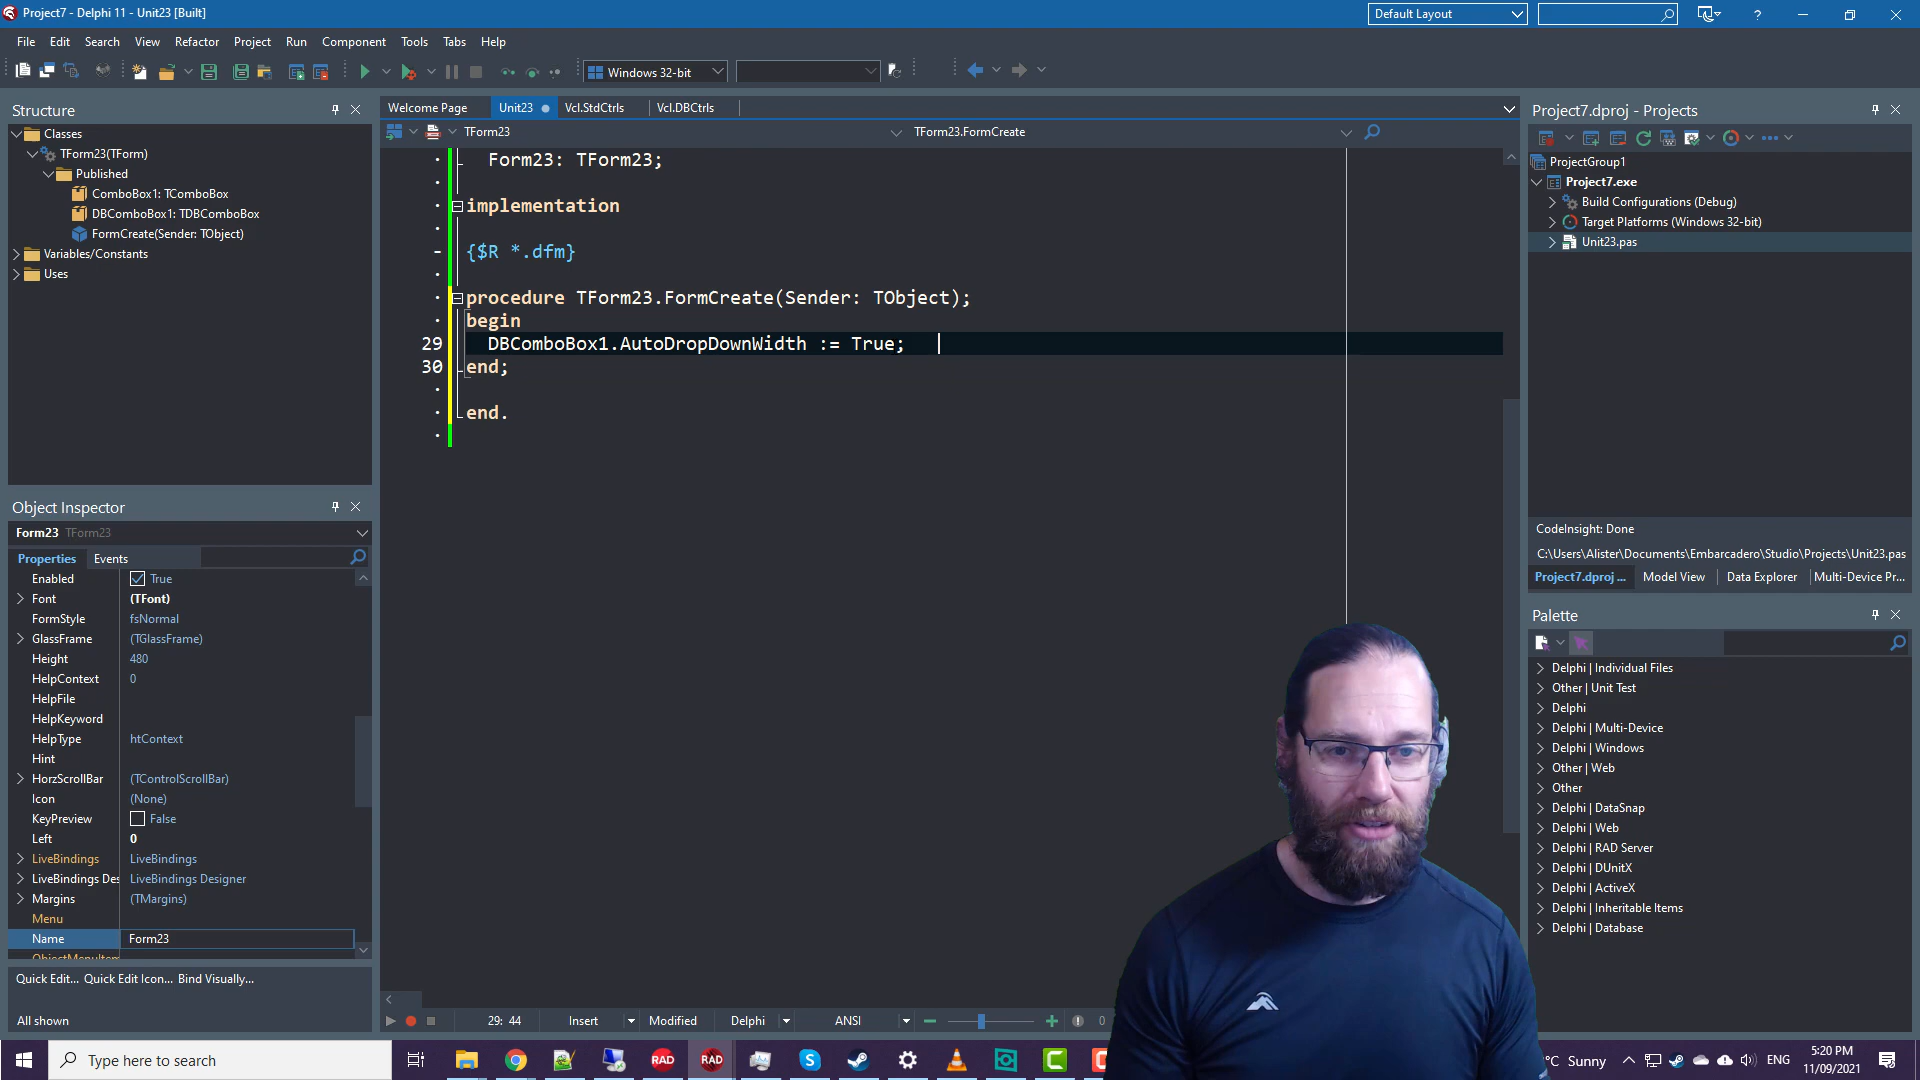 Project7 - Delphi 11 - Unit23 [Built]
Default Layout
File Edit Search View Refactor Project Run Component Tools Tabs Help
Windows 32-bit
Structure
Classes
TForm23(TForm)
Published
ComboBox1: TComboBox
DBComboBox1: TDBComboBox
FormCreate(Sender: TObject)
Variables/Constants
Uses
Object Inspector
Form23 TForm23
Properties Events
Enabled True
Font (TFont)
FormStyle fsNormal
GlassFrame (TGlassFrame)
Height 480
HelpContext 0
HelpFile
HelpKeyword
HelpType htContext
Hint
HorzScrollBar (TControlScrollBar)
Icon (None)
KeyPreview False
Left 0
LiveBindings LiveBindings
LiveBindings Des LiveBindings Designer
Margins (TMargins)
Menu
Name Form23
ObjectMenuItem
Quick Edit... Quick Edit Icon... Bind Visually...
All shown
Welcome Page Unit23 Vcl.StdCtrls Vcl.DBCtrls
TForm23 TForm23.FormCreate
Form23: TForm23;
implementation
{$R *.dfm}
procedure TForm23.FormCreate(Sender: TObject);
begin
29 DBComboBox1.AutoDropDownWidth := True;
30 end;
end.
29: 44 Insert Modified Delphi ANSI 0
Project7.dproj - Projects
ProjectGroup1
Project7.exe
Build Configurations (Debug)
Target Platforms (Windows 32-bit)
Unit23.pas
CodeInsight: Done
C:\Users\Alister\Documents\Embarcadero\Studio\Projects\Unit23.pas
Project7.dproj ... Model View Data Explorer Multi-Device Pr...
Palette
Delphi | Individual Files
Other | Unit Test
Delphi
Delphi | Multi-Device
Delphi | Windows
Other | Web
Other
Delphi | DataSnap
Delphi | Web
Delphi | RAD Server
Delphi | DUnitX
Delphi | ActiveX
Delphi | Inheritable Items
Delphi | Database
Type here to search
RAD RAD
°C Sunny
ENG
5:20 PM
11/09/2021